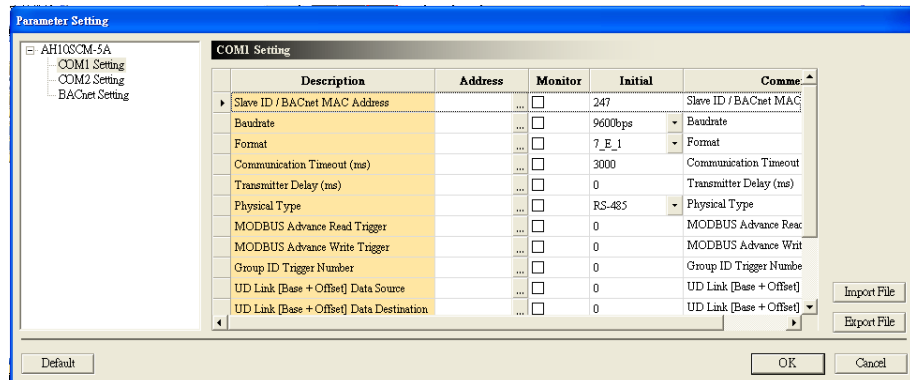 Parameter Setting
AH10SCM-5A
COM1 Setting
COM2 Setting
BACnet Setting
COM1 Setting
Description Address Monitor Initial Comme
Slave ID / BACnet MAC Address ... 247 Slave ID / BACnet MAC
Baudrate ... 9600bps Baudrate
Format ... 7_E_1 Format
Communication Timeout (ms) ... 3000 Communication Timeout
Transmitter Delay (ms) ... 0 Transmitter Delay (ms)
Physical Type ... RS-485 Physical Type
MODBUS Advance Read Trigger ... 0 MODBUS Advance Reac
MODBUS Advance Write Trigger ... 0 MODBUS Advance Writ
Group ID Trigger Number ... 0 Group ID Trigger Numbe
UD Link [Base + Offset] Data Source ... 0 UD Link [Base + Offset]
UD Link [Base + Offset] Data Destination ... 0 UD Link [Base + Offset]
Import File
Export File
Default OK Cancel